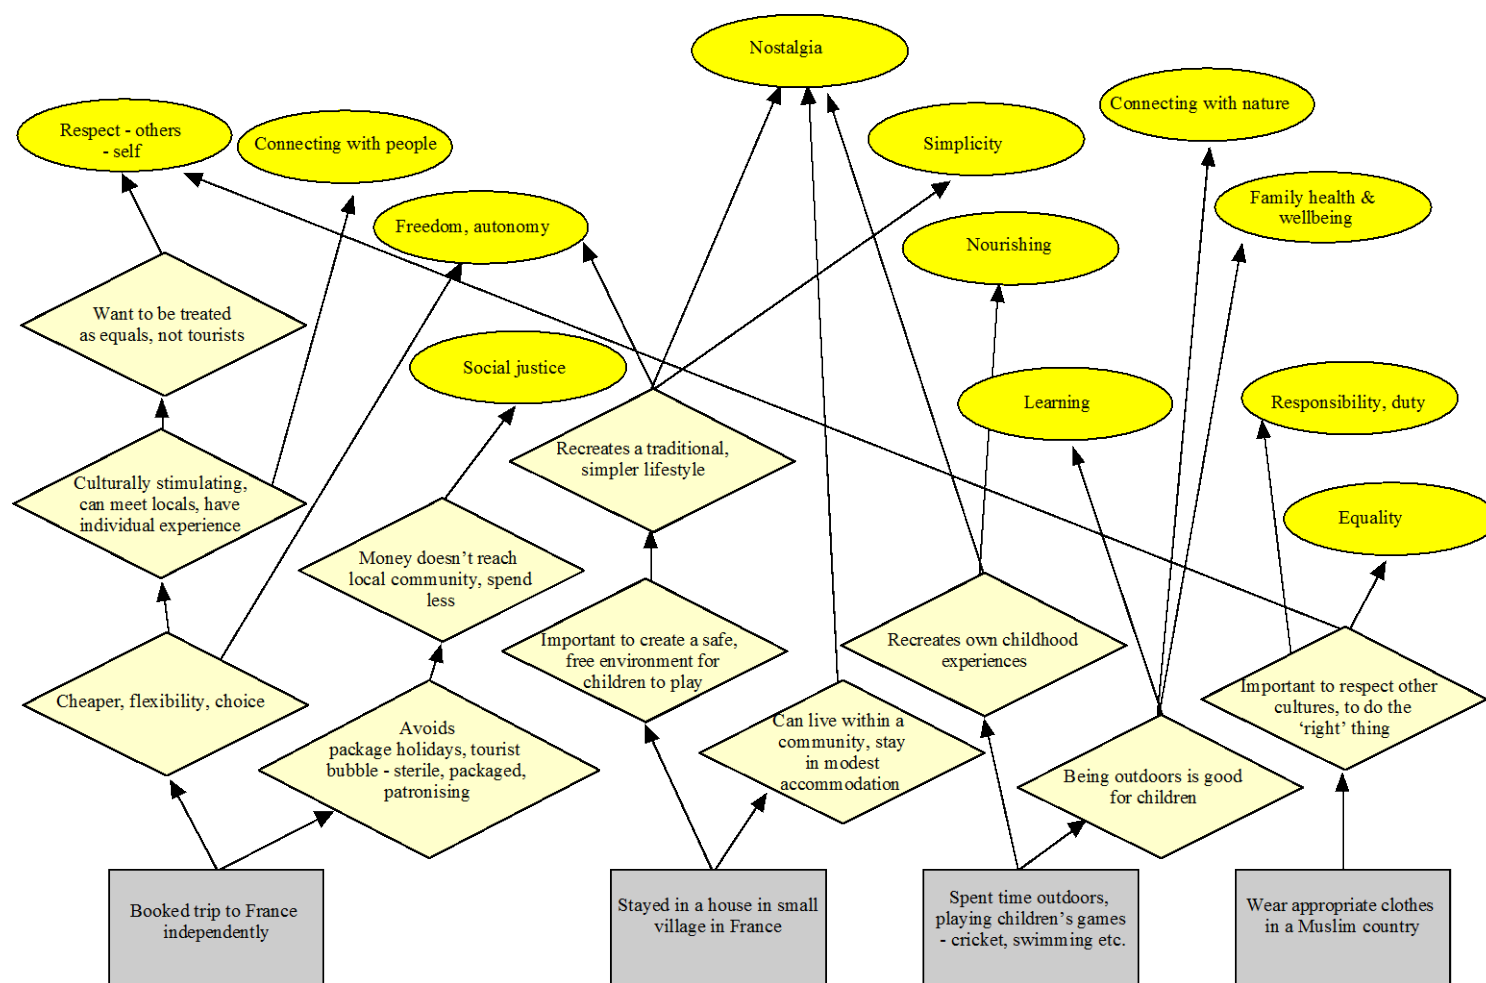 Nostalgia
Connecting with nature
Respect - others
- self
Connecting with people
Simplicity
Family health &
wellbeing
Freedom, autonomy
Nourishing
Want to be treated
as equals, not tourists
Social justice
Learning
Responsibility, duty
Recreates a traditional,
simpler lifestyle
Culturally stimulating,
can meet locals, have
individual experience
Equality
Money doesn’t reach
local community, spend
less
Important to create a safe,
free environment for
children to play
Recreates own childhood
experiences
Cheaper, flexibility, choice
Important to respect other
cultures, to do the
‘right’ thing
Avoids
package holidays, tourist
bubble - sterile, packaged,
patronising
Can live within a
community, stay
in modest
accommodation
Being outdoors is good
for children
Booked trip to France
independently
Stayed in a house in small
village in France
Spent time outdoors,
playing children’s games
- cricket, swimming etc.
Wear appropriate clothes
in a Muslim country